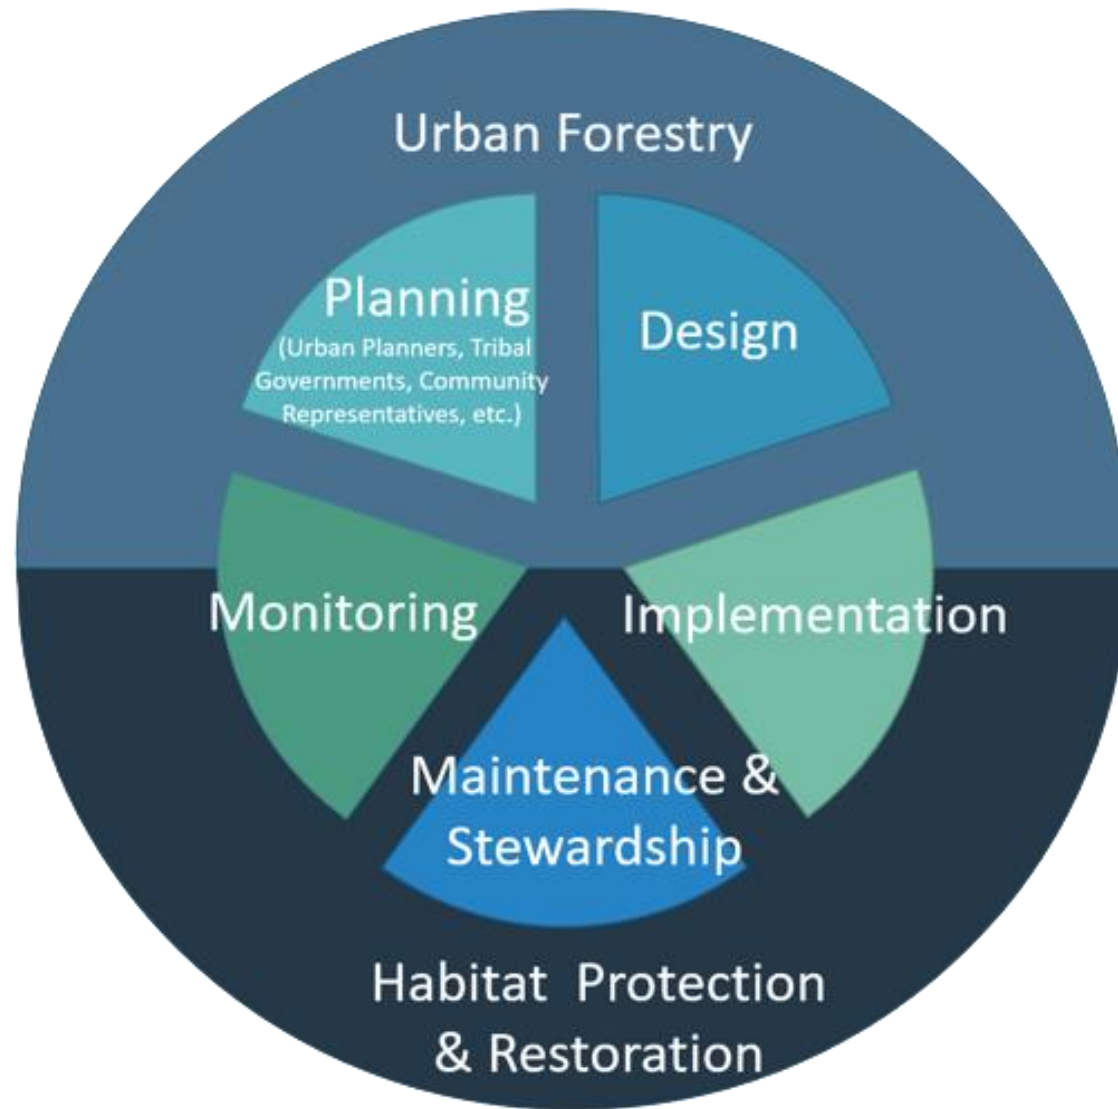 Urban Forestry
Planning
(Urban Planners, Tribal
Governments, Community
Representatives, etc.)
Design
Monitoring
Implementation
Maintenance &
Stewardship
Habitat Protection
& Restoration